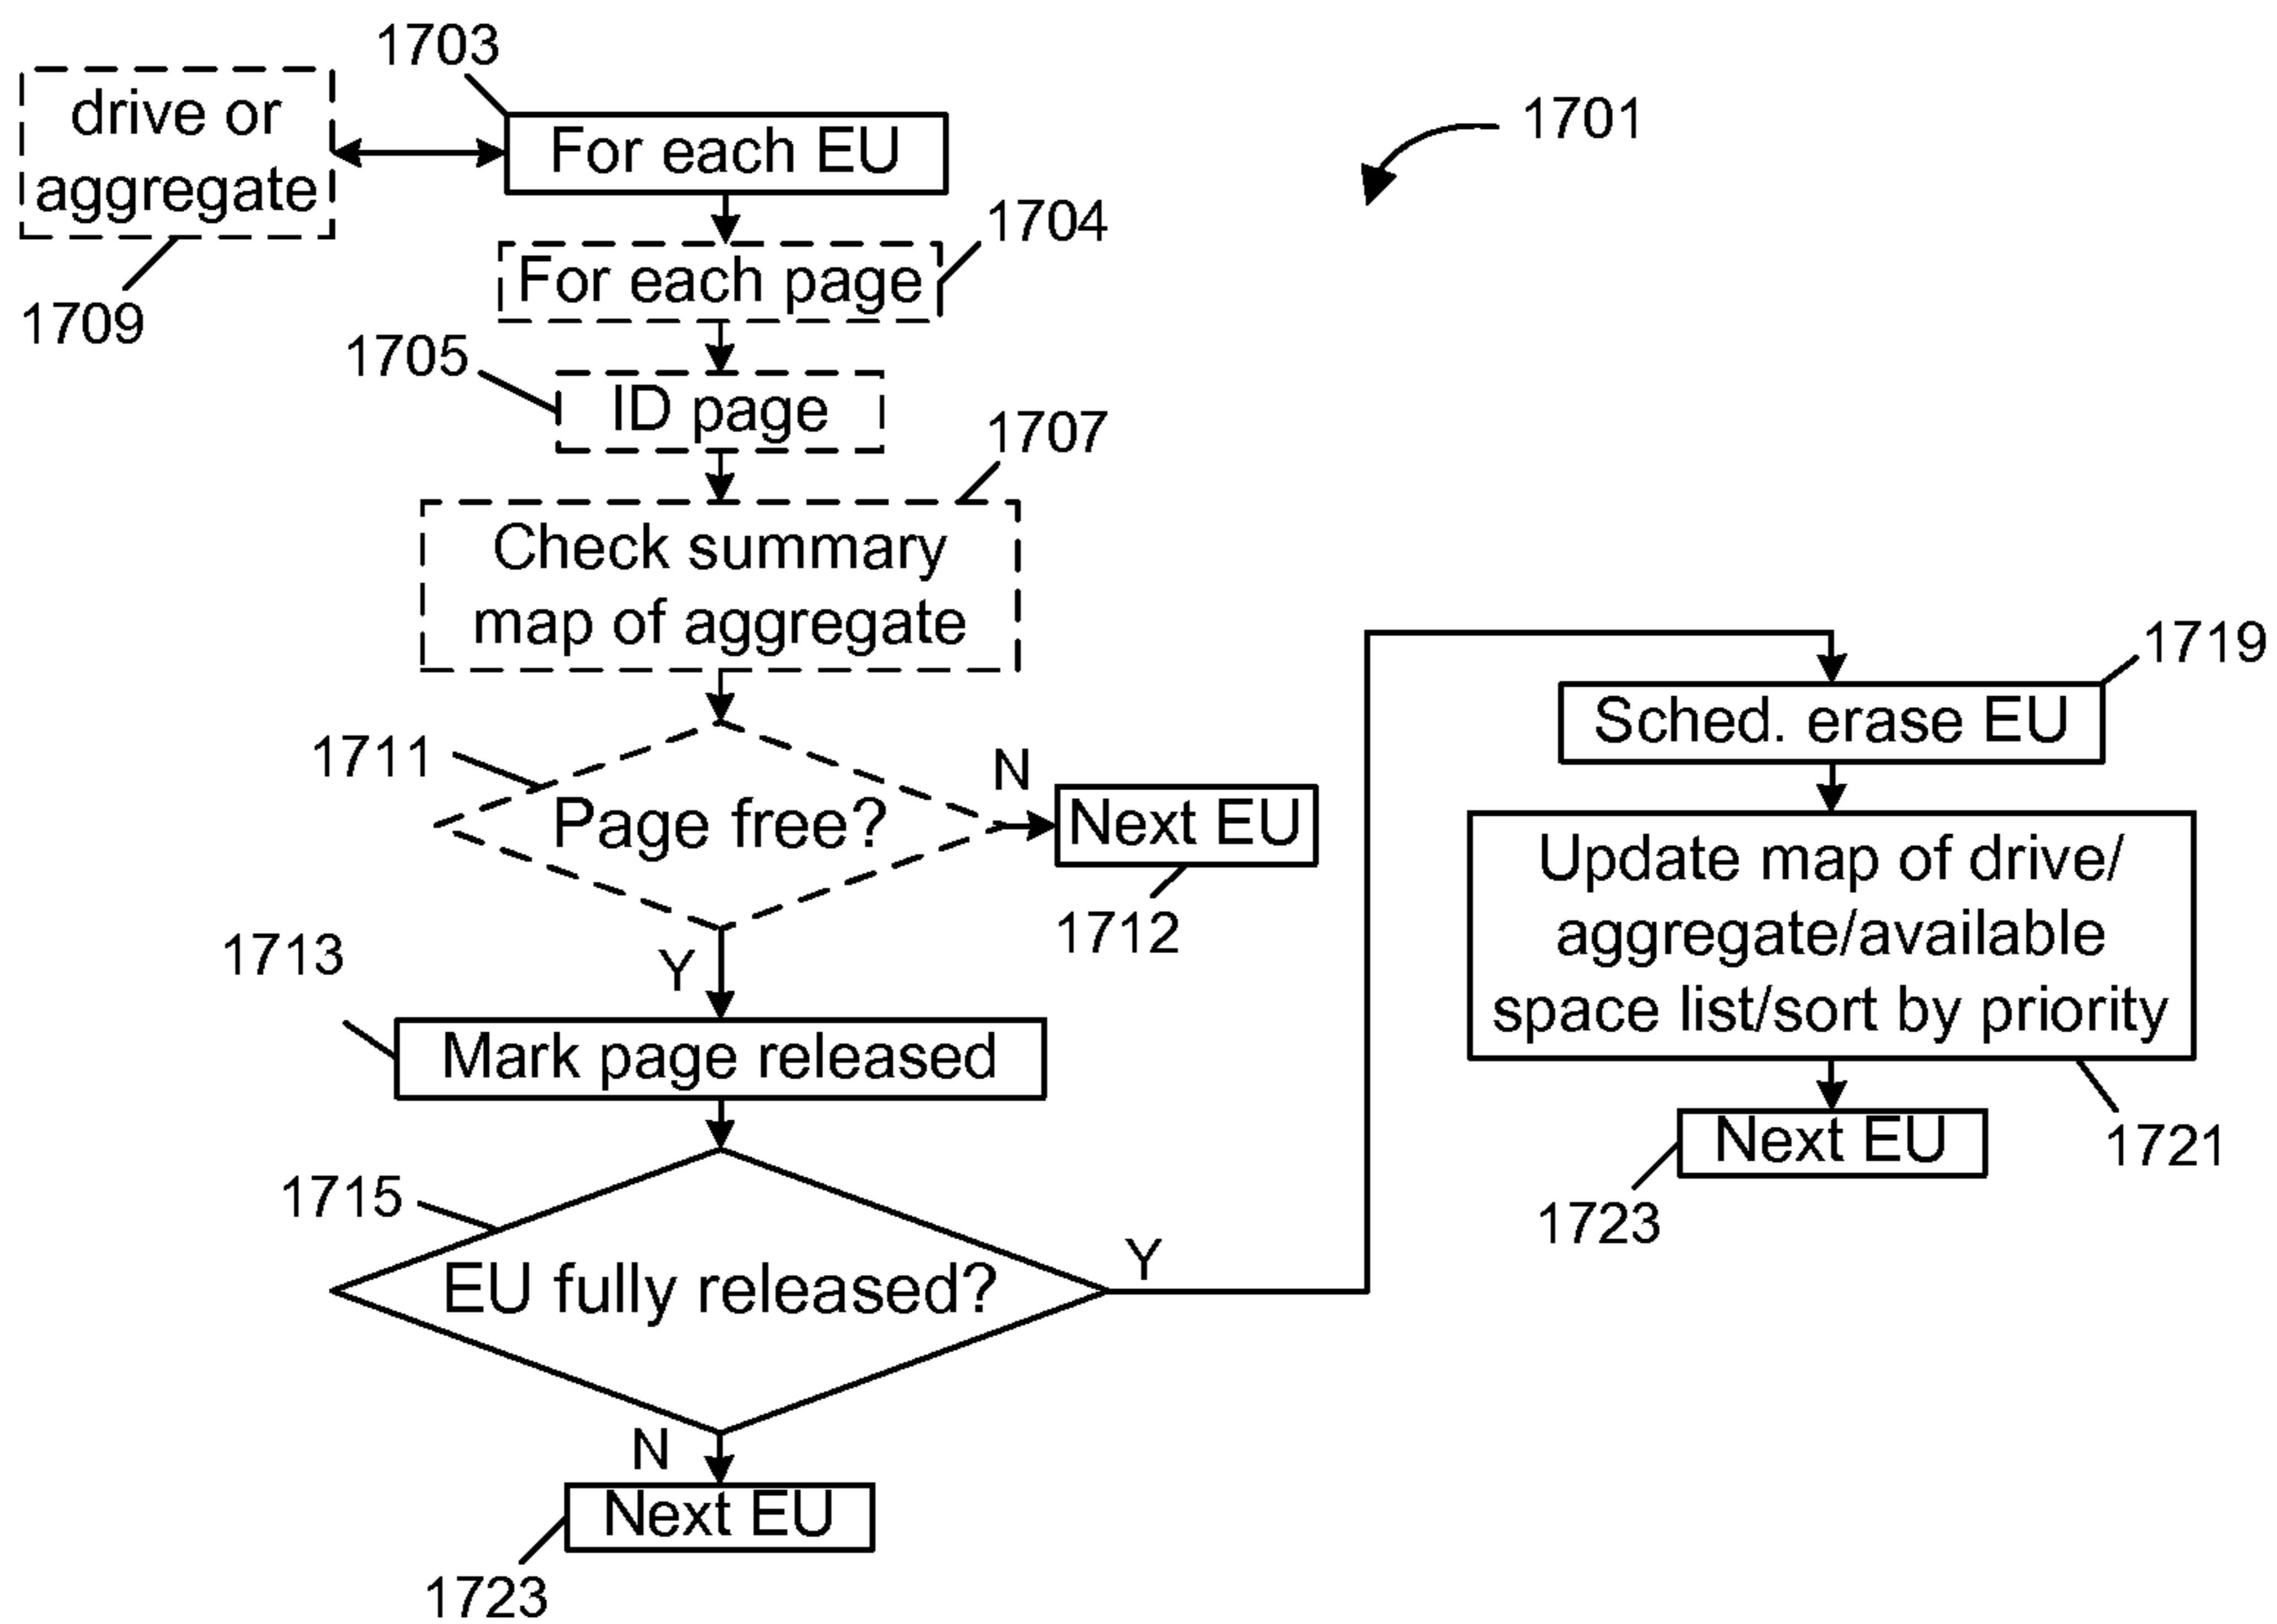 1703
drive or
aggregate
For each EU
1701
1704
For each page
1709
1705
ID page
1707
Check summary
map of aggregate
1711
Page free?
N
Next EU
1712
Y
1713
Mark page released
1715
EU fully released?
Y
N
Next EU
1723
1719
Sched. erase EU
Update map of drive/
aggregate/available
space list/sort by priority
1721
Next EU
1723